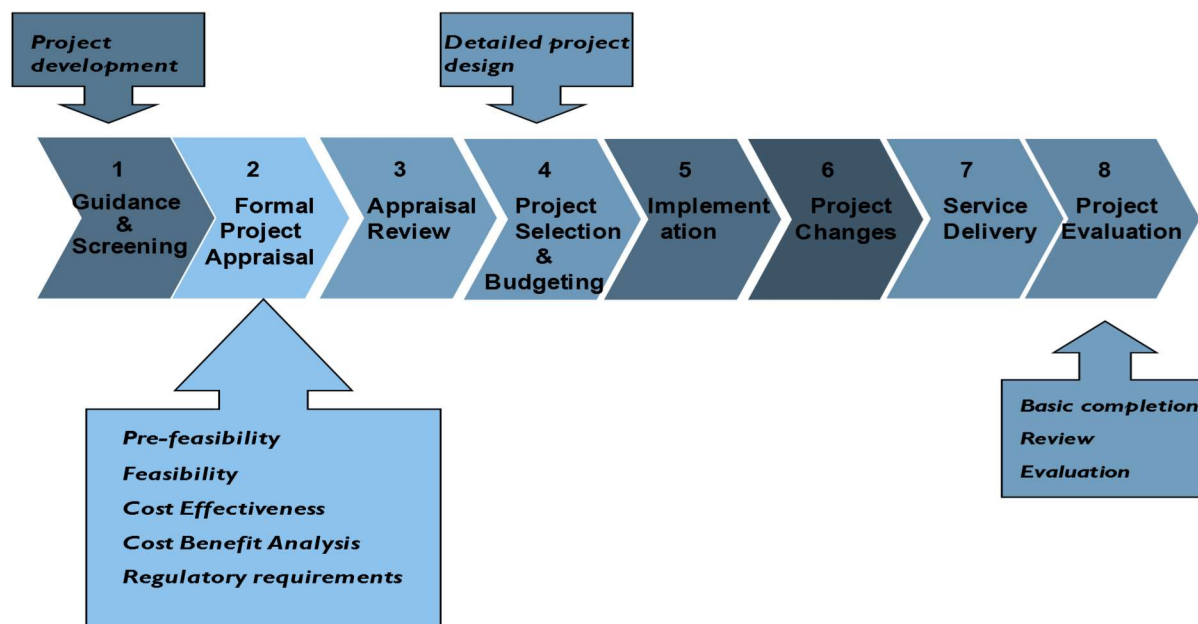 Project
development
Detailed project
design
1
Guidance
&
Screening
2
Formal
Project
Appraisal
3
Appraisal
Review
4
Project
Selection
&
Budgeting
5
Implement
ation
6
Project
Changes
7
Service
Delivery
8
Project
Evaluation
Pre-feasibility
Feasibility
Cost Effectiveness
Cost Benefit Analysis
Regulatory requirements
Basic completion
Review
Evaluation